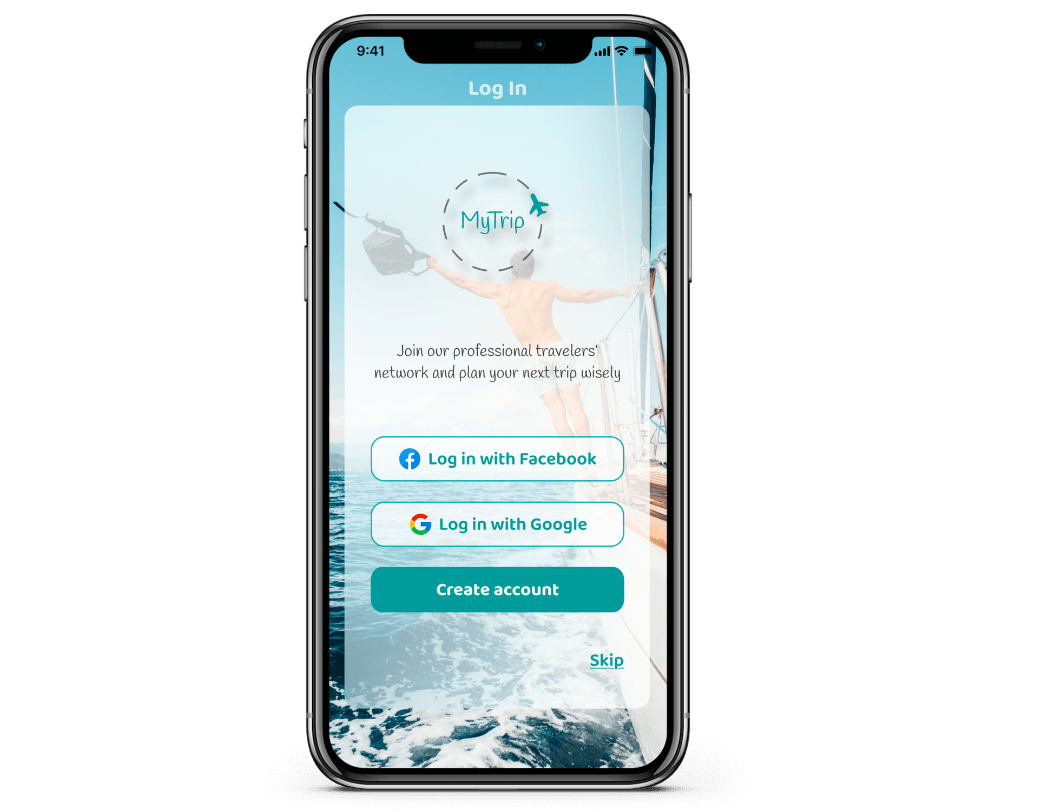 9:41
Log In
MyTrip
Join our professional travelers'
network and plan your next trip wisely
Log in with Facebook
Log in with Google
Create account
Skip